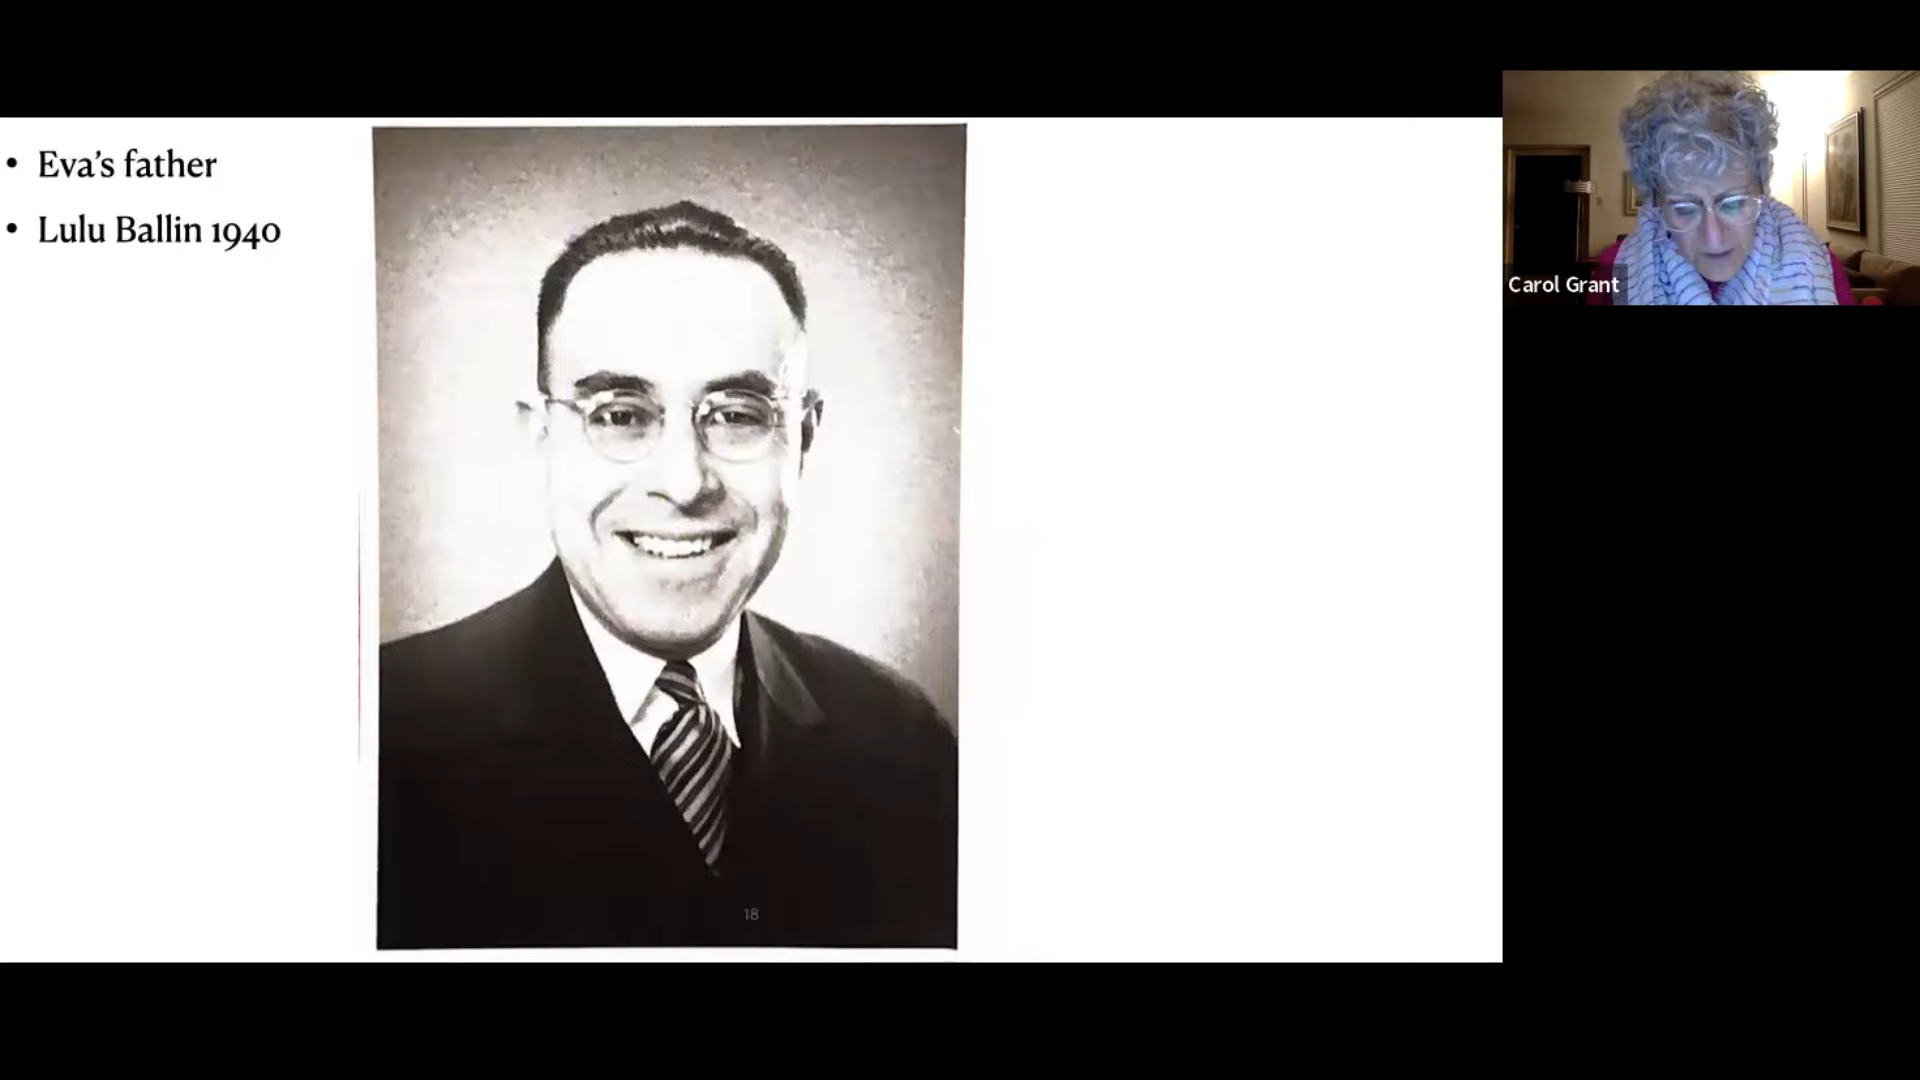 • Eva's father
• Lulu Ballin 1940
18
Carol Grant